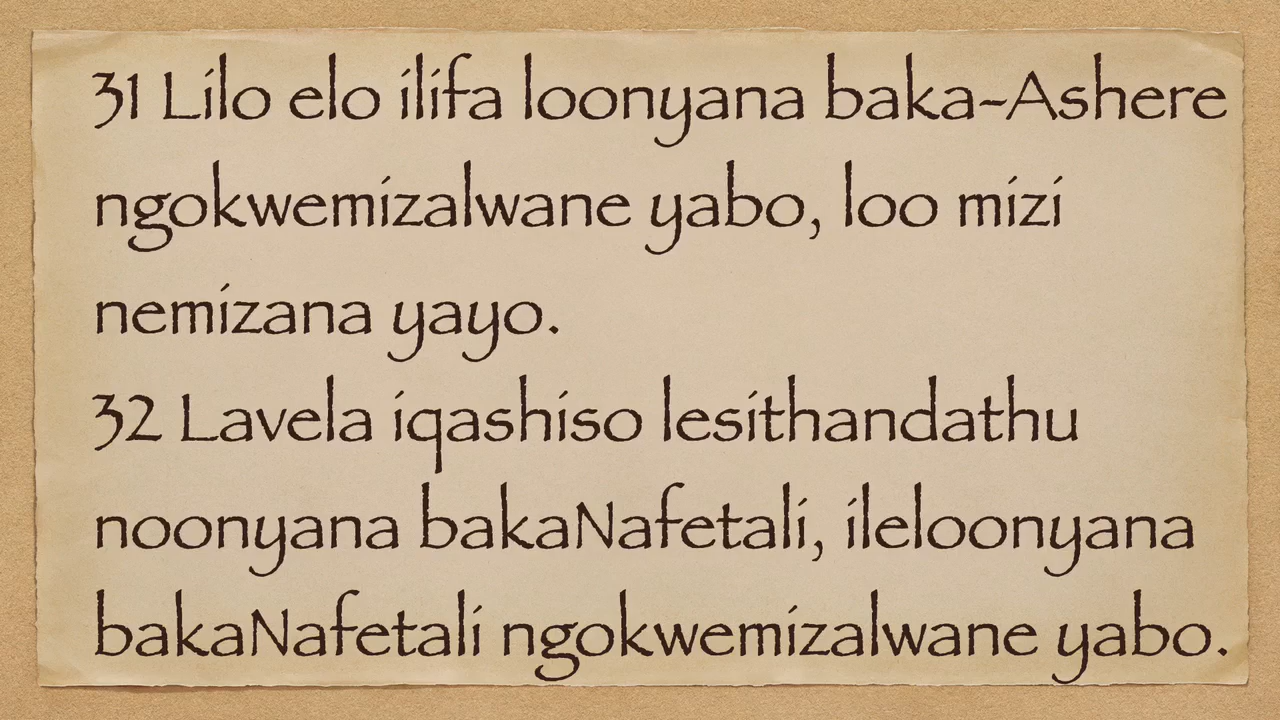 31 Lilo elo ilifa loonyana baka-Ashere
ngokwemizalwane yabo, loo mizi
nemizana yayo.
32 Lavela iqashiso lesithandathu
noonyana bakaNafetali, ileloonyana
bakaNafetali ngokwemizalwane yabo.